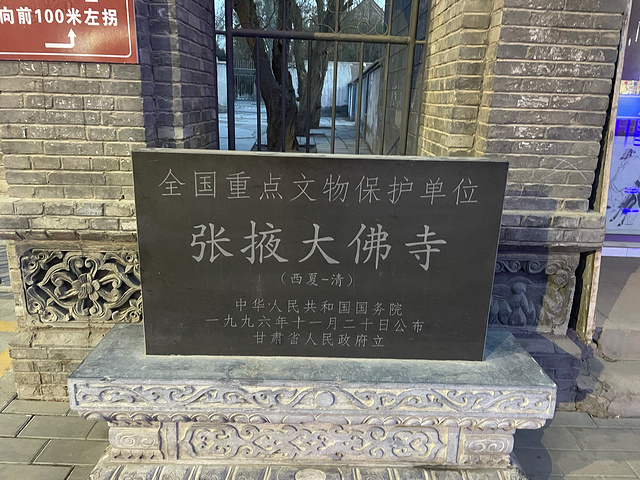 向前100米左拐
全国重点文物保护单位
张掖大佛寺
（西夏-清）
中华人民共和国国务院
一九九六年十一月二十日公布
甘肃省人民政府立